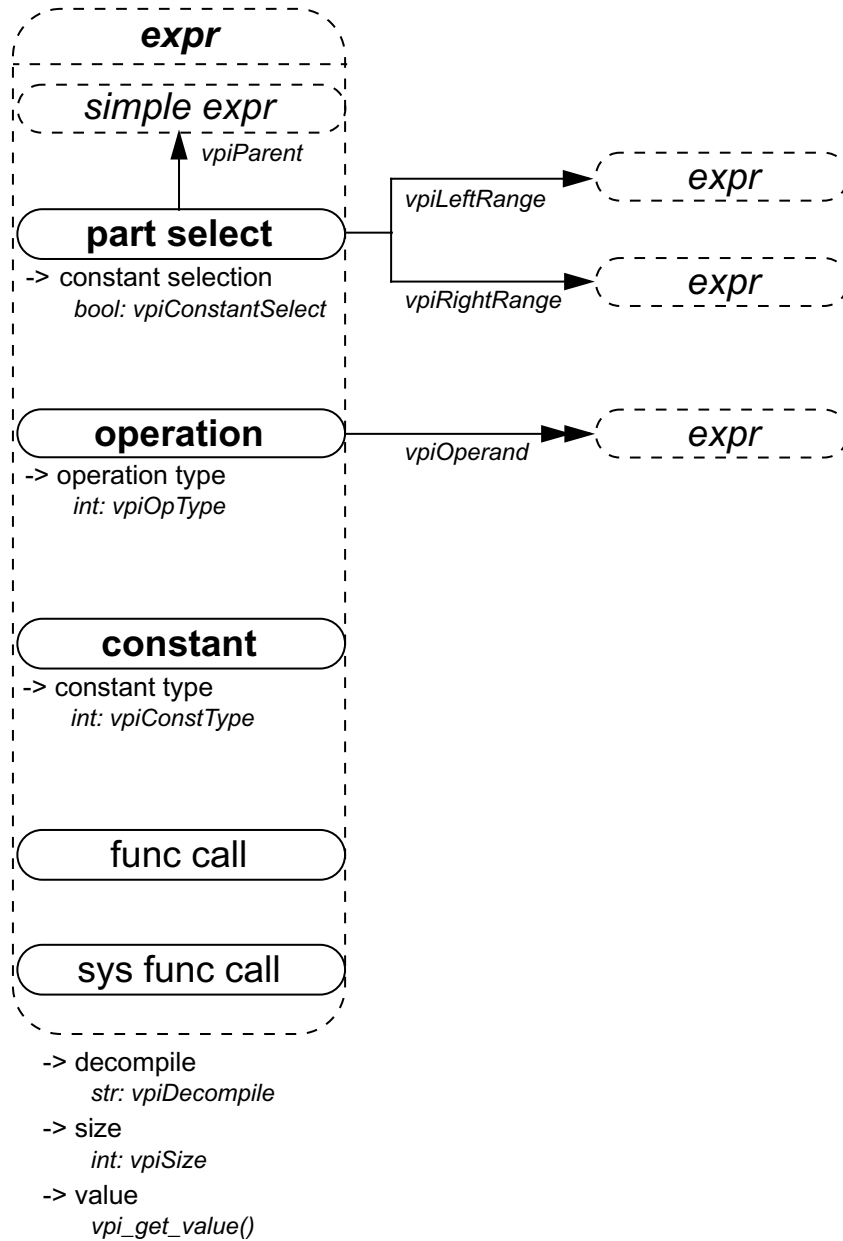 expr
simple expr
vpiParent
vpiLeftRange
expr
part select
-> constant selection
bool: vpiConstantSelect
vpiRightRange
expr
operation
vpiOperand
expr
-> operation type
int: vpiOpType
constant
-> constant type
int: vpiConstType
func call
sys func call
-> decompile
str: vpiDecompile
-> size
int: vpiSize
-> value
vpi_get_value()